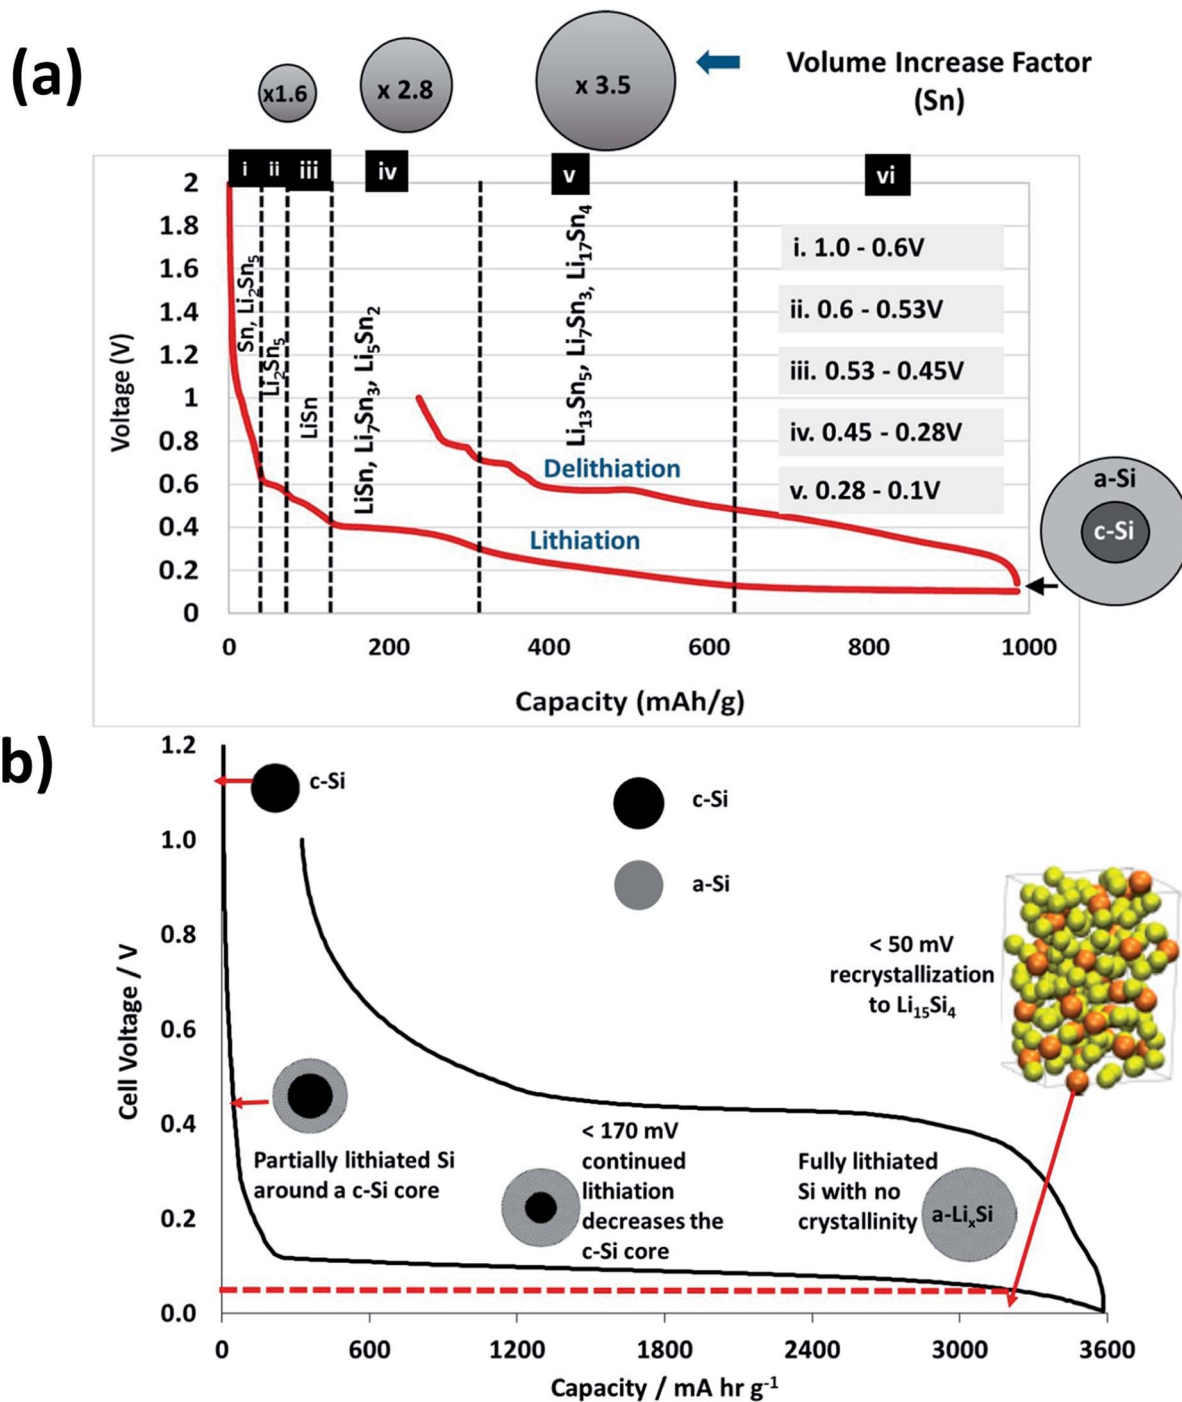 (a)
x1.6
x 2.8
x 3.5
Volume Increase Factor
(Sn)
i
ii
iii
iv
v
vi
2
1.8
1.6
1.4
1.2
1
0.8
0.6
0.4
0.2
0
Voltage (V)
Sn, Li2Sn5
Li2Sn5
LiSn
LiSn, Li7Sn3, Li5Sn2
Li13Sn5, Li7Sn3, Li17Sn4
i. 1.0 - 0.6V
ii. 0.6 - 0.53V
iii. 0.53 - 0.45V
iv. 0.45 - 0.28V
v. 0.28 - 0.1V
Delithiation
Lithiation
a-Si
c-Si
0
200
400
600
800
1000
Capacity (mAh/g)
b)
1.2
1.0
0.8
0.6
0.4
0.2
0.0
Cell Voltage / V
c-Si
c-Si
a-Si
< 50 mV
recrystallization
to Li15Si4
Partially lithiated Si
around a c-Si core
< 170 mV
continued
lithiation
decreases the
c-Si core
Fully lithiated
Si with no
crystallinity
a-LixSi
0
600
1200
1800
2400
3000
3600
Capacity / mA hr g-1